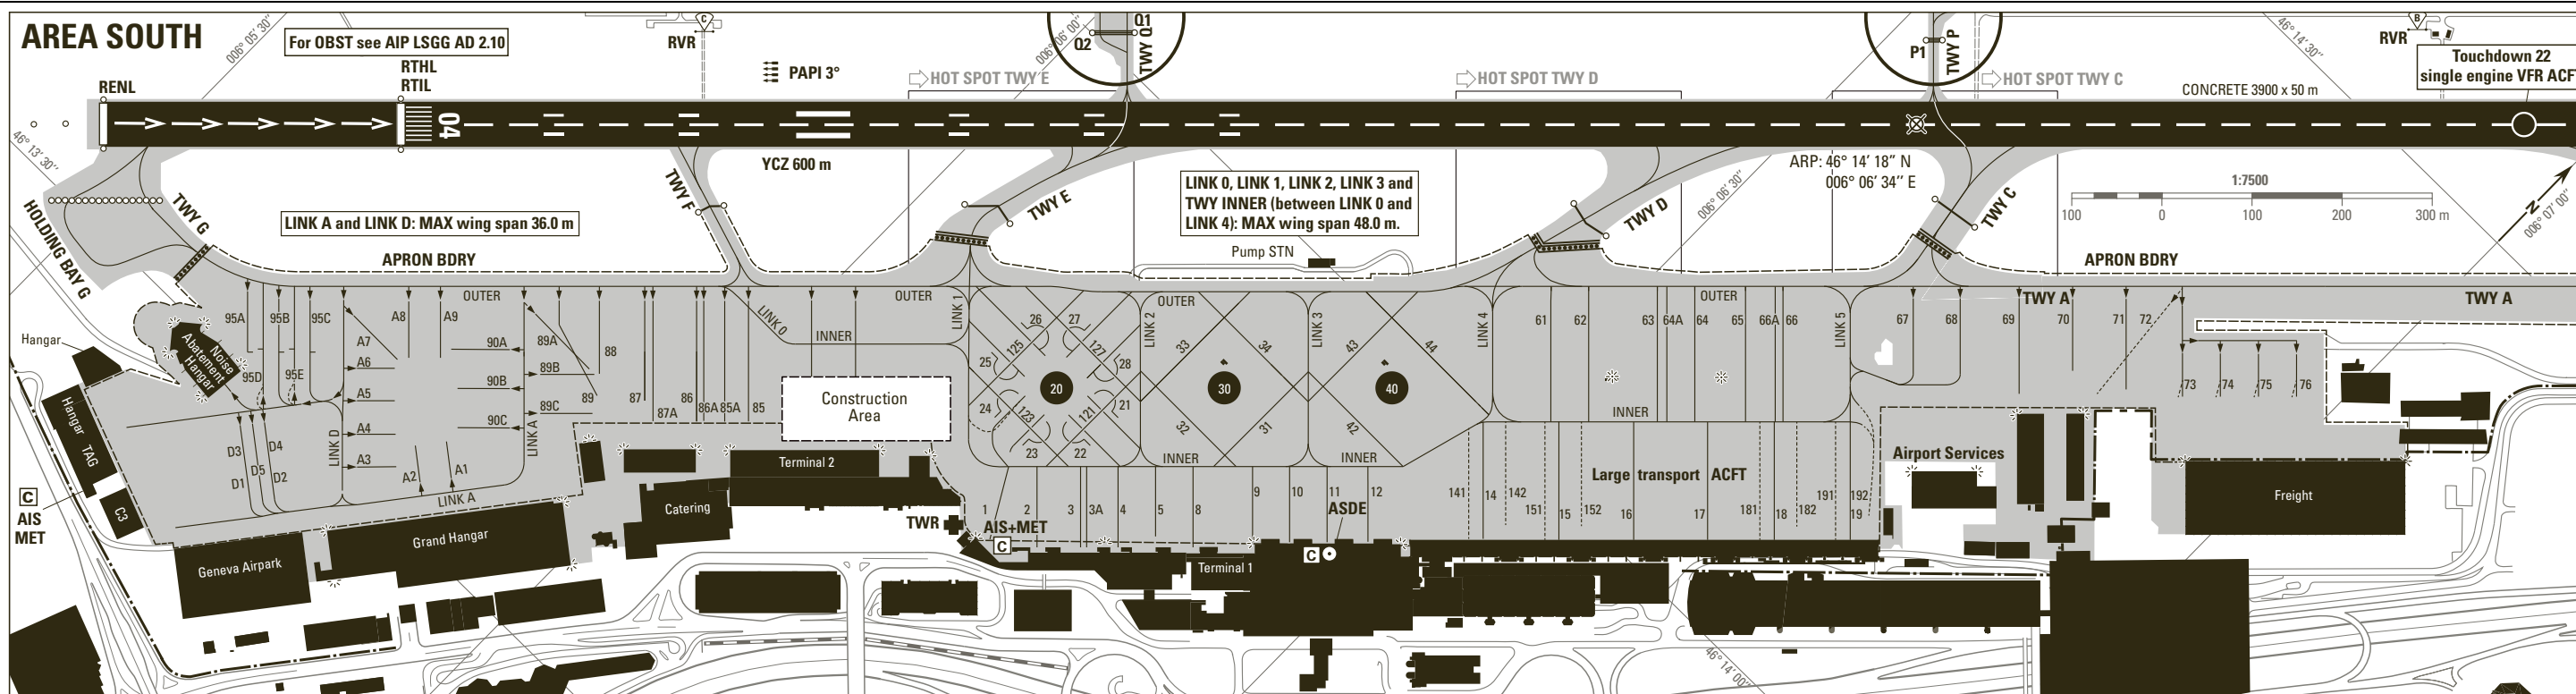 AREA SOUTH
006° 05' 30''
For OBST see AIP LSGG AD 2.10
RTHL
RTIL
RENL
C
RVR
PAPI 3°
HOT SPOT TWY E
006° 06' 00''
Q2
Q1
TWY Q1
HOT SPOT TWY D
P1
TWY P
HOT SPOT TWY C
46° 14' 30''
B
RVR
Touchdown 22
single engine VFR ACFT
CONCRETE 3900 x 50 m
04
46° 13' 30''
YCZ 600 m
HOLDING BAY G
TWY G
LINK A and LINK D: MAX wing span 36.0 m
TWY F
TWY E
LINK 0, LINK 1, LINK 2, LINK 3 and
TWY INNER (between LINK 0 and
LINK 4): MAX wing span 48.0 m.
Pump STN
TWY D
006° 06' 30''
ARP: 46° 14' 18'' N
006° 06' 34'' E
TWY C
1:7500
100 0 100 200 300 m
N
006° 07' 00''
APRON BDRY
APRON BDRY
OUTER
OUTER
OUTER
OUTER
TWY A
TWY A
Hangar
Noise
Abatement
Hangar
95A
95B
95C
95D
95E
A7
A6
A5
A4
A3
A8
A9
A2
A1
90A
90B
90C
89A
89B
89C
89
88
87
87A
86
86A
85A
85
LINK 0
INNER
LINK 1
Construction
Area
26
27
125
127
25
28
20
24
21
123
121
23
22
LINK 2
33
34
30
32
31
INNER
LINK 3
43
44
40
42
INNER
LINK 4
61
62
63
64A
64
65
66A
66
INNER
LINK 5
67
68
69
70
71
72
73
74
75
76
Hangar TAG
C3
C
AIS
MET
D3
D1
D5
D4
D2
LINK D
LINK A
LINK A
Geneva Airpark
Grand Hangar
Catering
Terminal 2
TWR
AIS+MET
C
1
2
3
3A
4
5
8
9
10
11
12
ASDE
C
Terminal 1
Large transport ACFT
141
14
142
151
15
152
16
17
181
18
182
191
192
19
Airport Services
Freight
46° 14' 00''